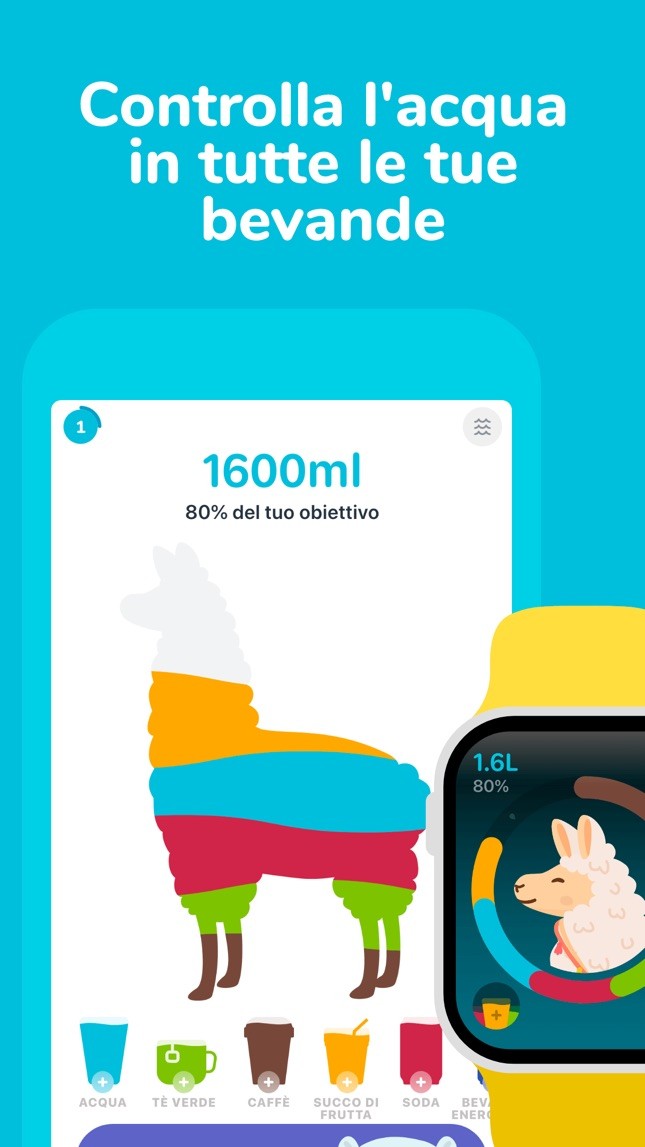 Controlla l'acqua
in tutte le tue
bevande
1
1600ml
80% del tuo obiettivo
1.6L
80%
ACQUA
TÈ VERDE
CAFFÈ
SUCCO DI
FRUTTA
SODA